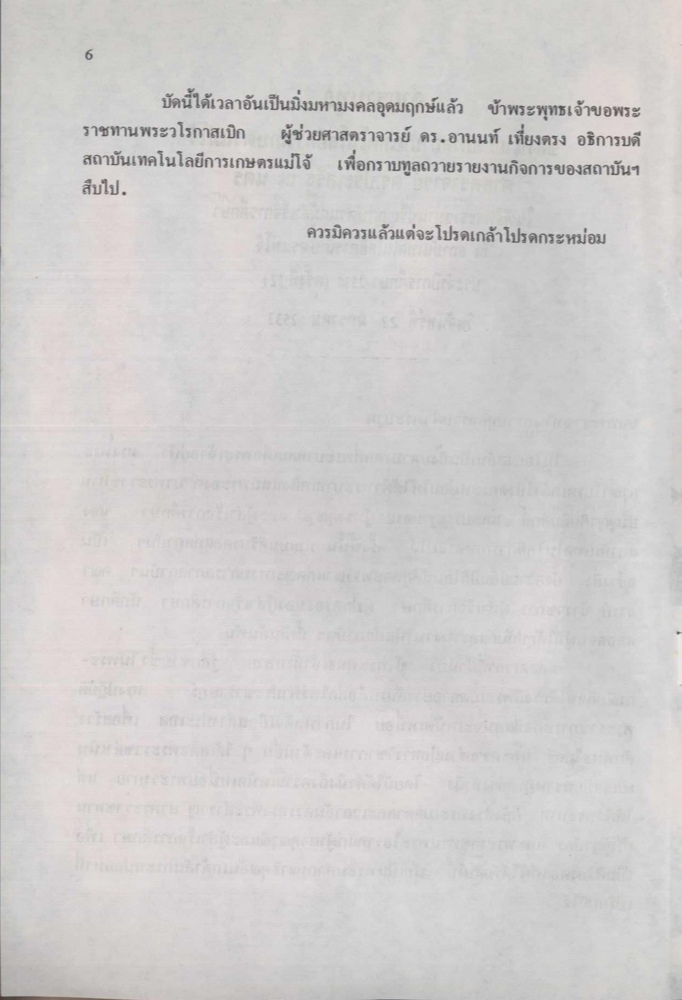 6
บัดนี้ได้เวลาอันเป็นมิ่งมหามงคลอุดมฤกษ์แล้ว ข้าพระพุทธเจ้าขอพระ
ราชทานพระวโรกาสเบิก ผู้ช่วยศาสตราจารย์ ดร.อานนท์ เที่ยงตรง อธิการบดี
สถาบันเทคโนโลยีการเกษตรแม่โจ้ เพื่อกราบทูลถวายรายงานกิจการของสถาบันฯ
สืบไป.
ควรมิควรแล้วแต่จะโปรดเกล้าโปรดกระหม่อม